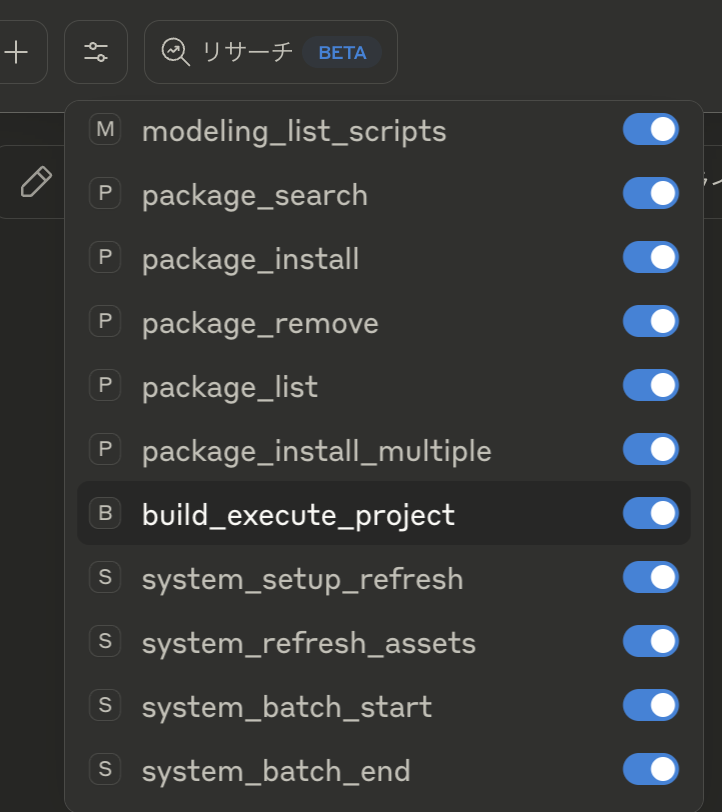 リサーチ BETA
M modeling_list_scripts
P package_search
P package_install
P package_remove
P package_list
P package_install_multiple
B build_execute_project
S system_setup_refresh
S system_refresh_assets
S system_batch_start
S system_batch_end